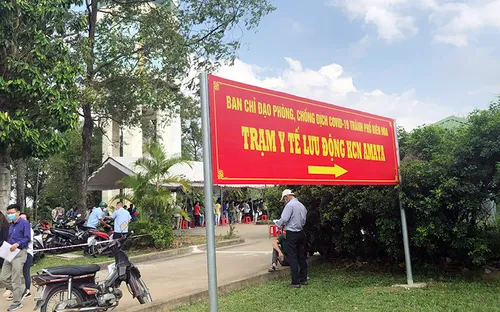 BAN CHỈ ĐẠO PHÒNG, CHỐNG DỊCH COVID-19 THÀNH PHỐ BIÊN HÒA
TRẠM Y TẾ LƯU ĐỘNG KCN AMATA